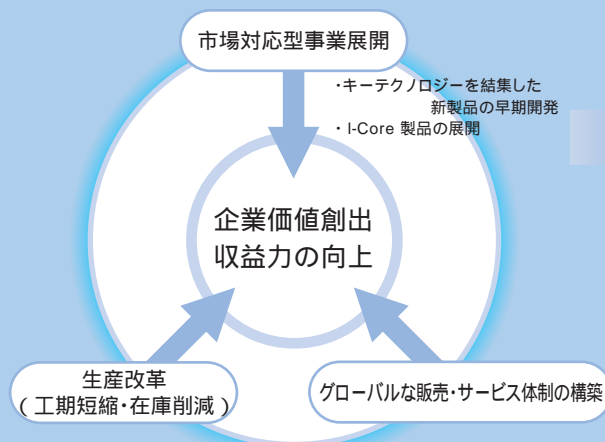 市場対応型事業展開
・キーテクノロジーを結集した
新製品の早期開発
・I-Core 製品の展開
企業価値創出
収益力の向上
生産改革
(工期短縮・在庫削減)
グローバルな販売・サービス体制の構築